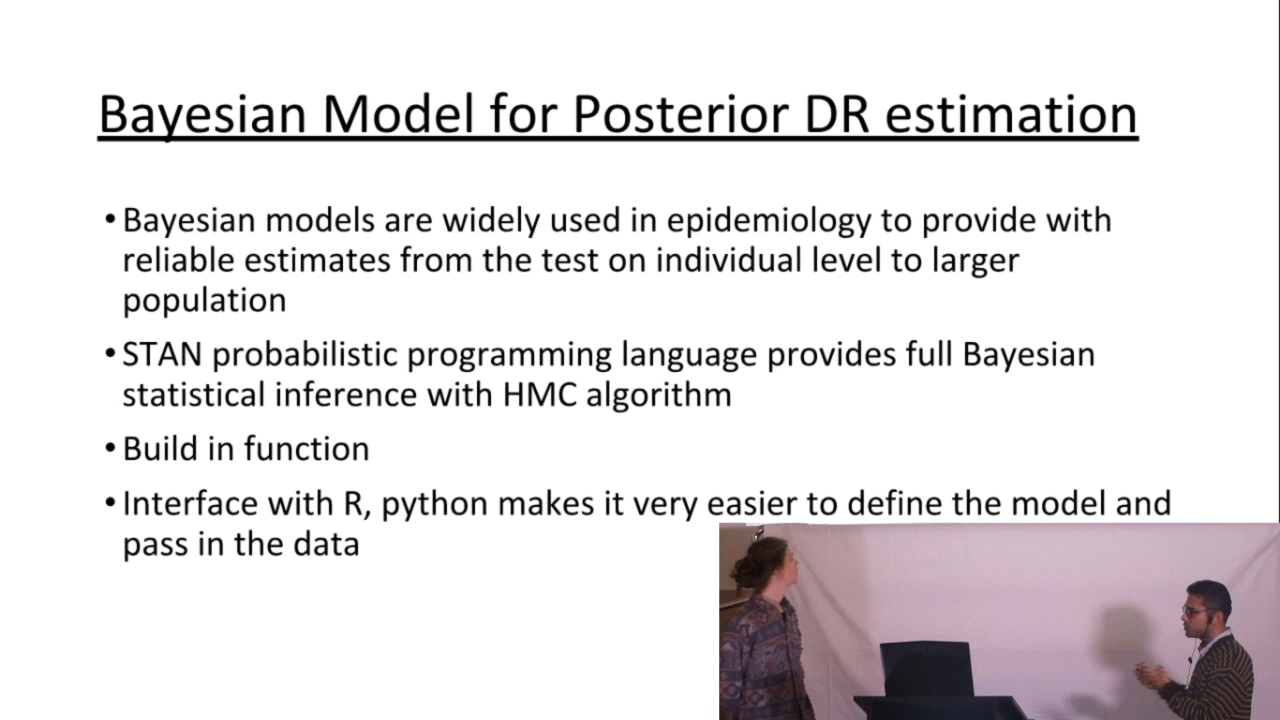 Bayesian Model for Posterior DR estimation
• Bayesian models are widely used in epidemiology to provide with
reliable estimates from the test on individual level to larger
population
• STAN probabilistic programming language provides full Bayesian
statistical inference with HMC algorithm
• Build in function
• Interface with R, python makes it very easier to define the model and
pass in the data